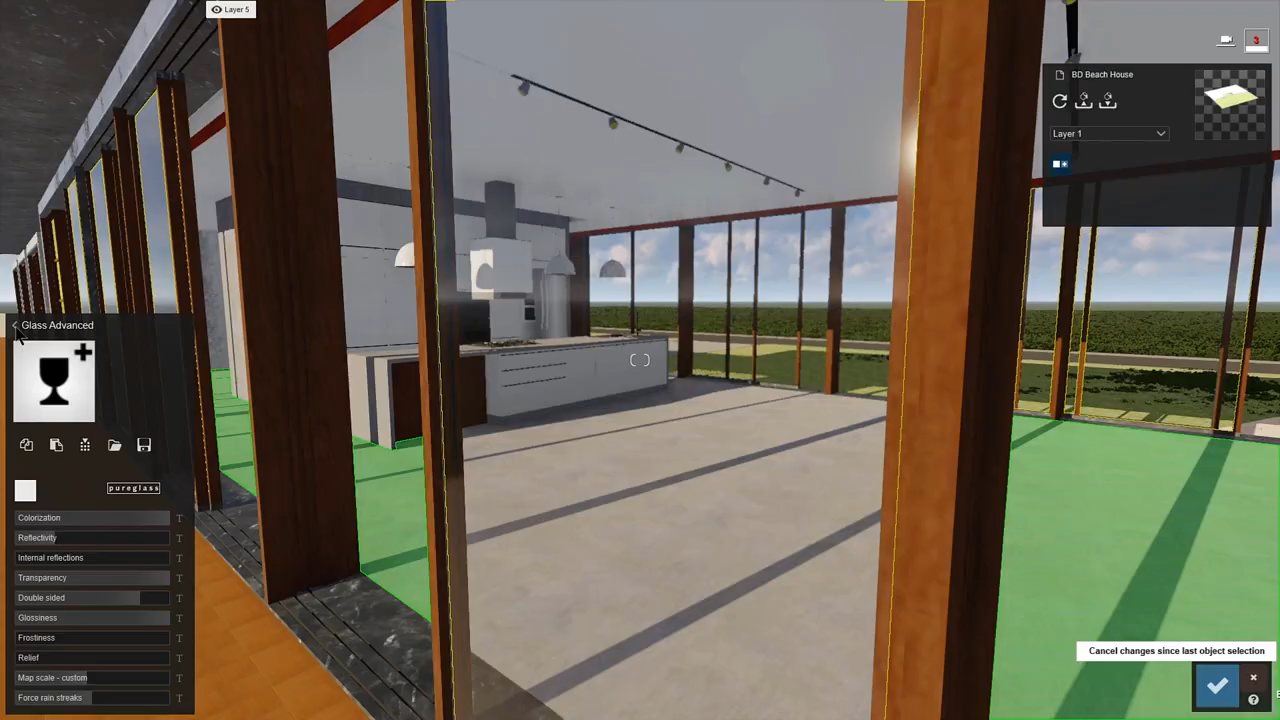 Layer 5
3
BD Beach House
Layer 1
Glass Advanced
pureglass
Colorization T
Reflectivity T
Internal reflections T
Transparency T
Double sided T
Glossiness T
Frostiness T
Relief T
Map scale - custom T
Force rain streaks T
Cancel changes since last object selection